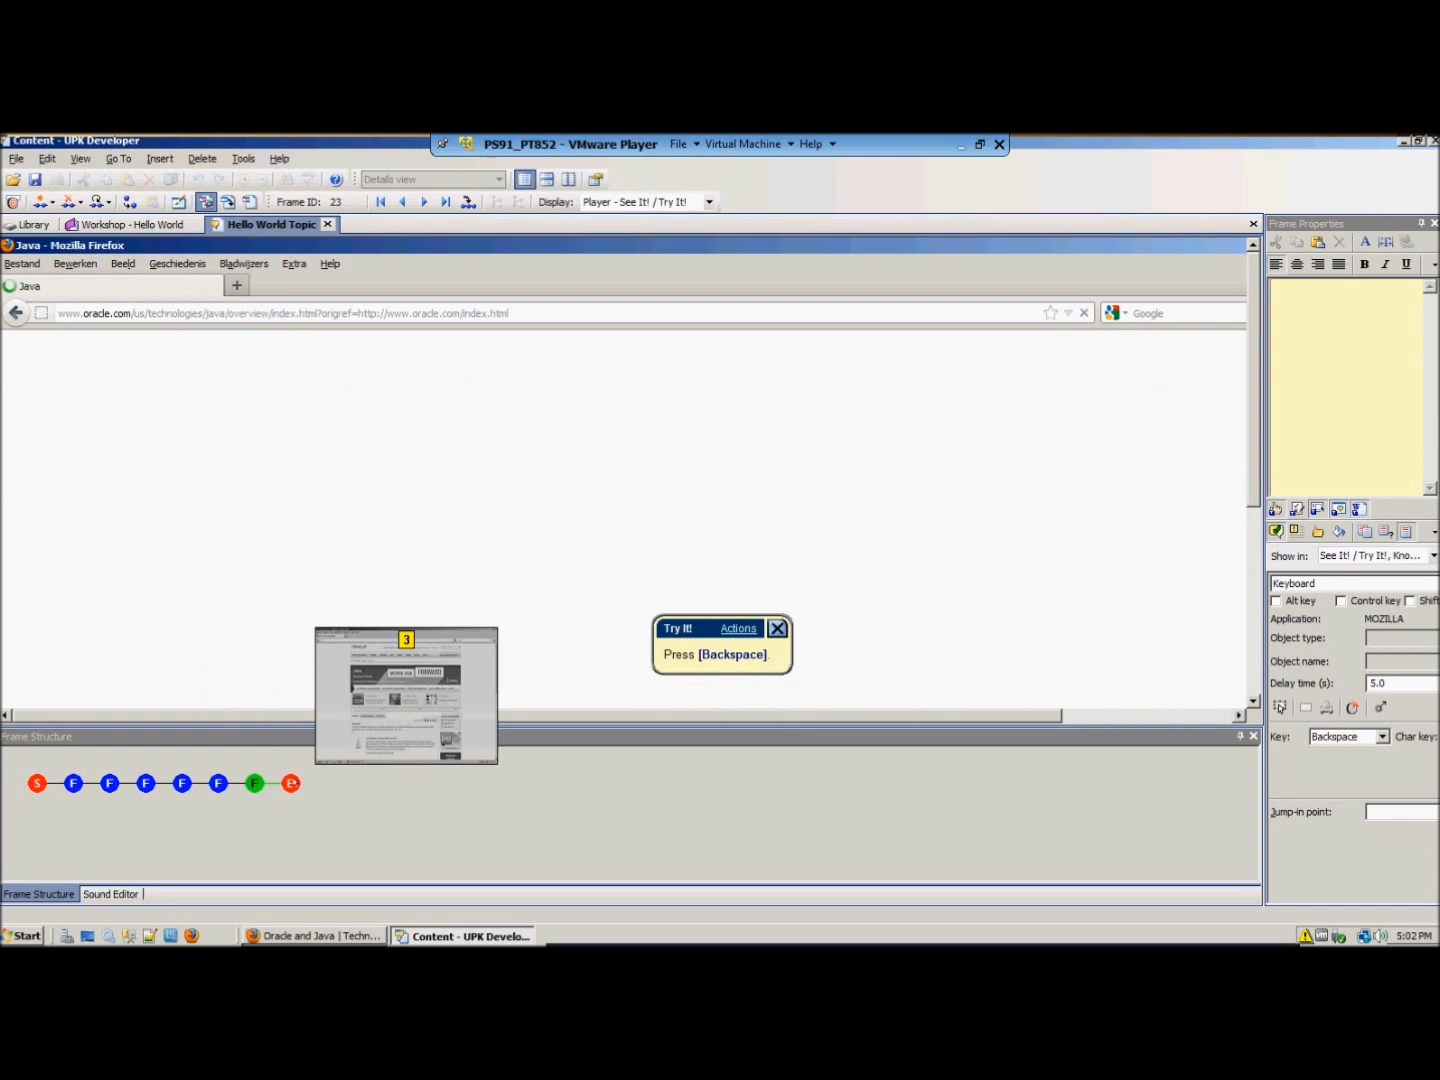 Content - UPK Developer
PS91_PT852 - VMware Player File Virtual Machine Help
File Edit View Go To Insert Delete Tools Help
Details view
Frame ID: 23 Display: Player - See It! / Try It!
Library Workshop - Hello World Hello World Topic
Frame Properties
Java - Mozilla Firefox
Bestand Bewerken Beeld Geschiedenis Bladwijzers Extra Help
B I U
Java
www.oracle.com/us/technologies/java/overview/index.html?origref=http://www.oracle.com/index.html
Google
Show in: See It! / Try It!, Kno...
Keyboard
Alt key Control key Shift
Application: MOZILLA
Object type:
Object name:
Delay time (s): 5.0
Key: Backspace Char key:
Jump-in point:
Try It! Actions
Press [Backspace].
3
FORWARD
Frame Structure
S F F F F F F E
Frame Structure Sound Editor
Start Oracle and Java | Techn... Content - UPK Develo... 5:02 PM